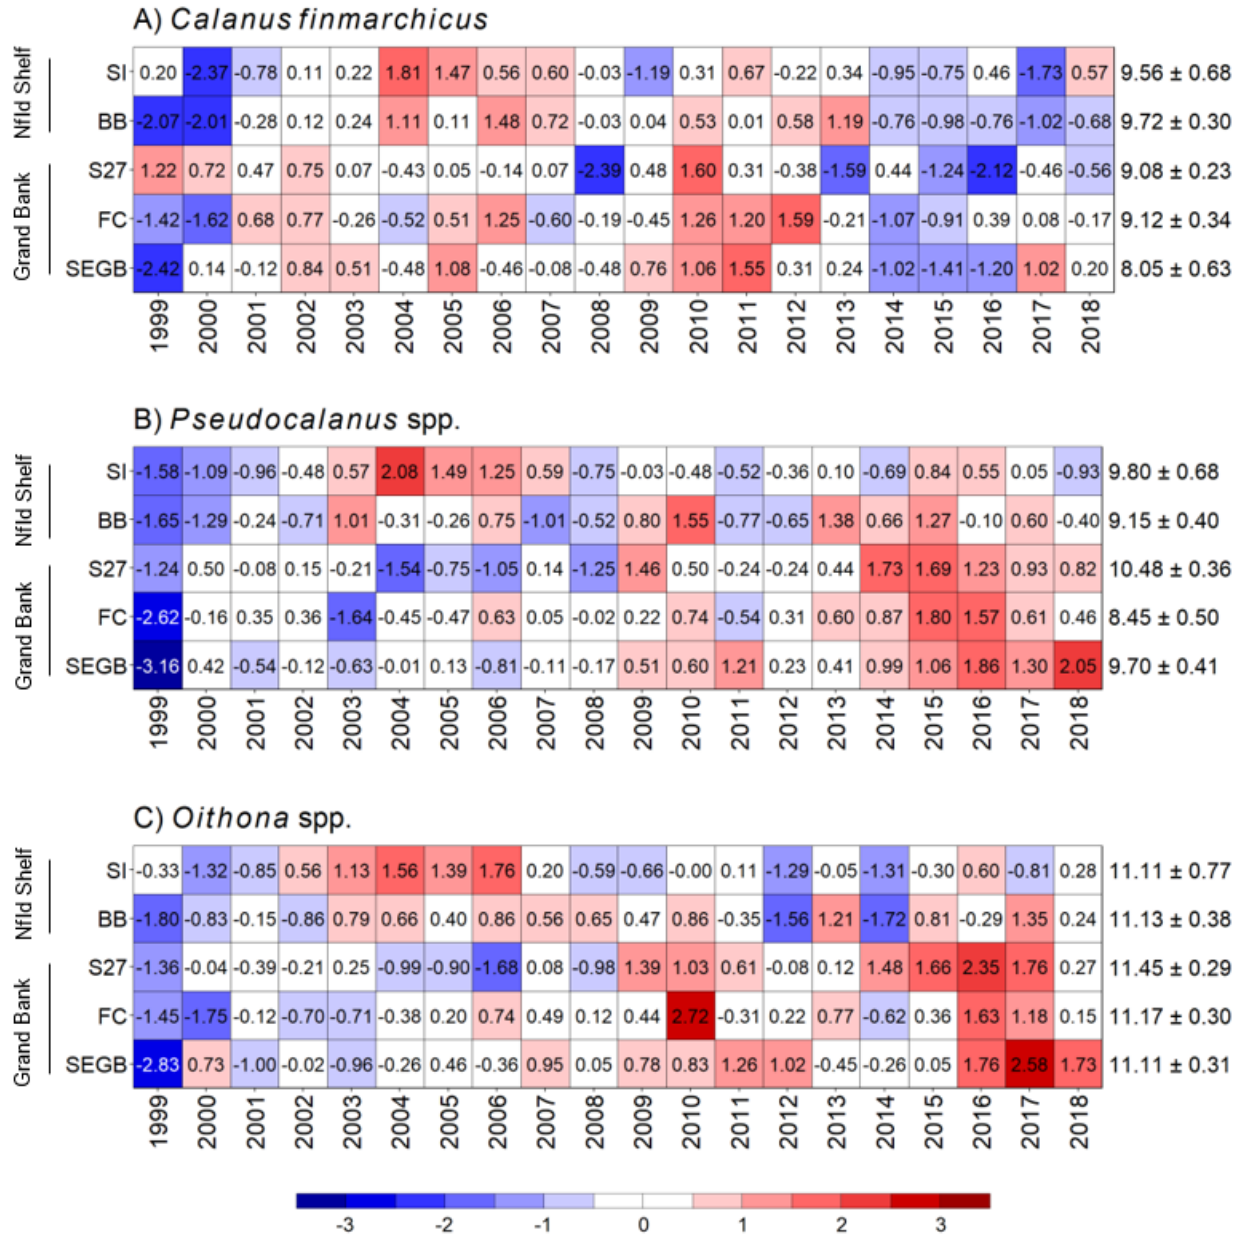 A) Calanus finmarchicus
Nfld Shelf
Grand Bank
SI 0.20 -2.37 -0.78 0.11 0.22 1.81 1.47 0.56 0.60 -0.03 -1.19 0.31 0.67 -0.22 0.34 -0.95 -0.75 0.46 -1.73 0.57 9.56 ± 0.68
BB -2.07 -2.01 -0.28 0.12 0.24 1.11 0.11 1.48 0.72 -0.03 0.04 0.53 0.01 0.58 1.19 -0.76 -0.98 -0.76 -1.02 -0.68 9.72 ± 0.30
S27 1.22 0.72 0.47 0.75 0.07 -0.43 0.05 -0.14 0.07 -2.39 0.48 1.60 0.31 -0.38 -1.59 0.44 -1.24 -2.12 -0.46 -0.56 9.08 ± 0.23
FC -1.42 -1.62 0.68 0.77 -0.26 -0.52 0.51 1.25 -0.60 -0.19 -0.45 1.26 1.20 1.59 -0.21 -1.07 -0.91 0.39 0.08 -0.17 9.12 ± 0.34
SEGB -2.42 0.14 -0.12 0.84 0.51 -0.48 1.08 -0.46 -0.08 -0.48 0.76 1.06 1.55 0.31 0.24 -1.02 -1.41 -1.20 1.02 0.20 8.05 ± 0.63
1999 2000 2001 2002 2003 2004 2005 2006 2007 2008 2009 2010 2011 2012 2013 2014 2015 2016 2017 2018
B) Pseudocalanus spp.
Nfld Shelf
Grand Bank
SI -1.58 -1.09 -0.96 -0.48 0.57 2.08 1.49 1.25 0.59 -0.75 -0.03 -0.48 -0.52 -0.36 0.10 -0.69 0.84 0.55 0.05 -0.93 9.80 ± 0.68
BB -1.65 -1.29 -0.24 -0.71 1.01 -0.31 -0.26 0.75 -1.01 -0.52 0.80 1.55 -0.77 -0.65 1.38 0.66 1.27 -0.10 0.60 -0.40 9.15 ± 0.40
S27 -1.24 0.50 -0.08 0.15 -0.21 -1.54 -0.75 -1.05 0.14 -1.25 1.46 0.50 -0.24 -0.24 0.44 1.73 1.69 1.23 0.93 0.82 10.48 ± 0.36
FC -2.62 -0.16 0.35 0.36 -1.64 -0.45 -0.47 0.63 0.05 -0.02 0.22 0.74 -0.54 0.31 0.60 0.87 1.80 1.57 0.61 0.46 8.45 ± 0.50
SEGB -3.16 0.42 -0.54 -0.12 -0.63 -0.01 0.13 -0.81 -0.11 -0.17 0.51 0.60 1.21 0.23 0.41 0.99 1.06 1.86 1.30 2.05 9.70 ± 0.41
1999 2000 2001 2002 2003 2004 2005 2006 2007 2008 2009 2010 2011 2012 2013 2014 2015 2016 2017 2018
C) Oithona spp.
Nfld Shelf
Grand Bank
SI -0.33 -1.32 -0.85 0.56 1.13 1.56 1.39 1.76 0.20 -0.59 -0.66 -0.00 0.11 -1.29 -0.05 -1.31 -0.30 0.60 -0.81 0.28 11.11 ± 0.77
BB -1.80 -0.83 -0.15 -0.86 0.79 0.66 0.40 0.86 0.56 0.65 0.47 0.86 -0.35 -1.56 1.21 -1.72 0.81 -0.29 1.35 0.24 11.13 ± 0.38
S27 -1.36 -0.04 -0.39 -0.21 0.25 -0.99 -0.90 -1.68 0.08 -0.98 1.39 1.03 0.61 -0.08 0.12 1.48 1.66 2.35 1.76 0.27 11.45 ± 0.29
FC -1.45 -1.75 -0.12 -0.70 -0.71 -0.38 0.20 0.74 0.49 0.12 0.44 2.72 -0.31 0.22 0.77 -0.62 0.36 1.63 1.18 0.15 11.17 ± 0.30
SEGB -2.83 0.73 -1.00 -0.02 -0.96 -0.26 0.46 -0.36 0.95 0.05 0.78 0.83 1.26 1.02 -0.45 -0.26 0.05 1.76 2.58 1.73 11.11 ± 0.31
1999 2000 2001 2002 2003 2004 2005 2006 2007 2008 2009 2010 2011 2012 2013 2014 2015 2016 2017 2018
-3 -2 -1 0 1 2 3